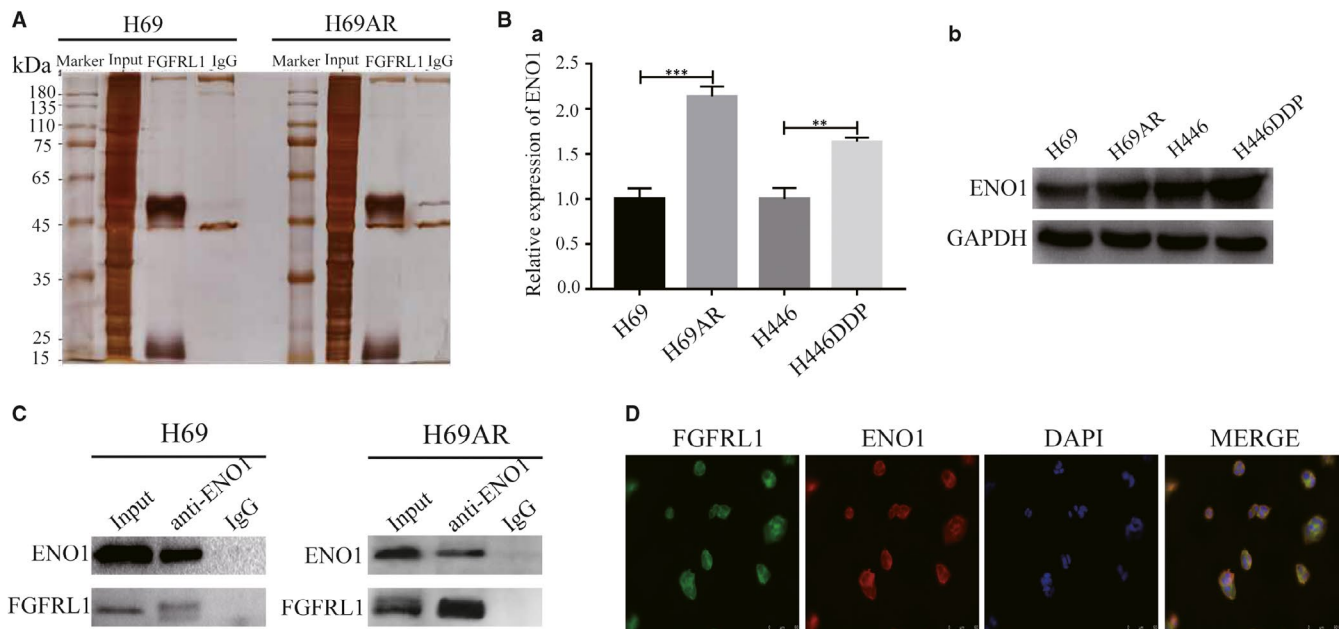 A
H69 H69AR
kDa Marker Input FGFRL1 IgG Marker Input FGFRL1 IgG
180
135
110
75
65
45
35
25
15
B
a
Relative expression of ENO1
2.5
2.0
1.5
1.0
0.5
0.0
*** **
H69 H69AR H446 H446DDP
b
H69 H69AR H446 H446DDP
ENO1
GAPDH
C
H69
Input anti-ENO1 IgG
ENO1
FGFRL1
H69AR
Input anti-ENO1 IgG
ENO1
FGFRL1
D
FGFRL1 ENO1 DAPI MERGE